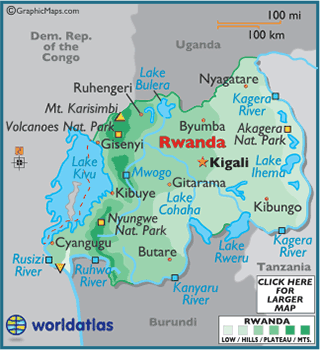 ©GraphicMaps.com
100 mi
100 km
Dem. Rep.
of the
Congo
Uganda
Lake
Bulera
Nyagatare
Ruhengeri
Mt. Karisimbi
Kagera
River
Volcanoes Nat. Park
Byumba
Akagera
Nat. Park
Gisenyi
Rwanda
Kigali
Lake
Kivu
Mwogo
Lake
Ihema
Kibuye
Gitarama
Lake
Cohaha
Kibungo
Nyungwe
Nat. Park
Cyangugu
Butare
Lake
Rweru
Kagera
River
Rusizi
River
Ruhwa
River
Tanzania
Kanyaru
River
CLICK HERE
FOR
LARGER
MAP
Burundi
worldatlas
RWANDA
LOW / HILLS / PLATEAU / MTS.